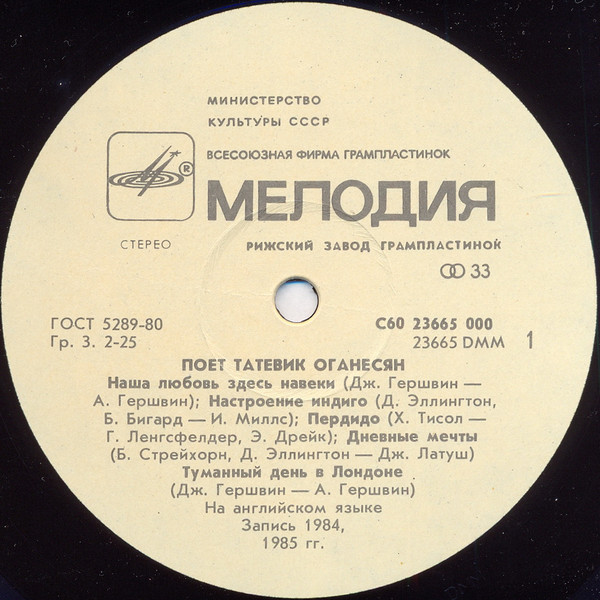 МИНИСТЕРСТВО
КУЛЬТУРЫ СССР
ВСЕСОЮЗНАЯ ФИРМА ГРАМПЛАСТИНОК
®
МЕЛОДИЯ
СТЕРЕО
РИЖСКИЙ ЗАВОД ГРАМПЛАСТИНОК
33
ГОСТ 5289-80
С60 23665 000
Гр. 3. 2-25
23665 DMM
1
ПОЕТ ТАТЕВИК ОГАНЕСЯН
Наша любовь здесь навеки (Дж. Гершвин —
А. Гершвин); Настроение индиго (Д. Эллингтон,
Б. Бигард — И. Миллс); Пердидо (Х. Тисол —
Г. Ленгсфелдер, Э. Дрейк); Дневные мечты
(Б. Стрейхорн, Д. Эллингтон — Дж. Латуш)
Туманный день в Лондоне
(Дж. Гершвин — А. Гершвин)
На английском языке
Запись 1984,
1985 гг.